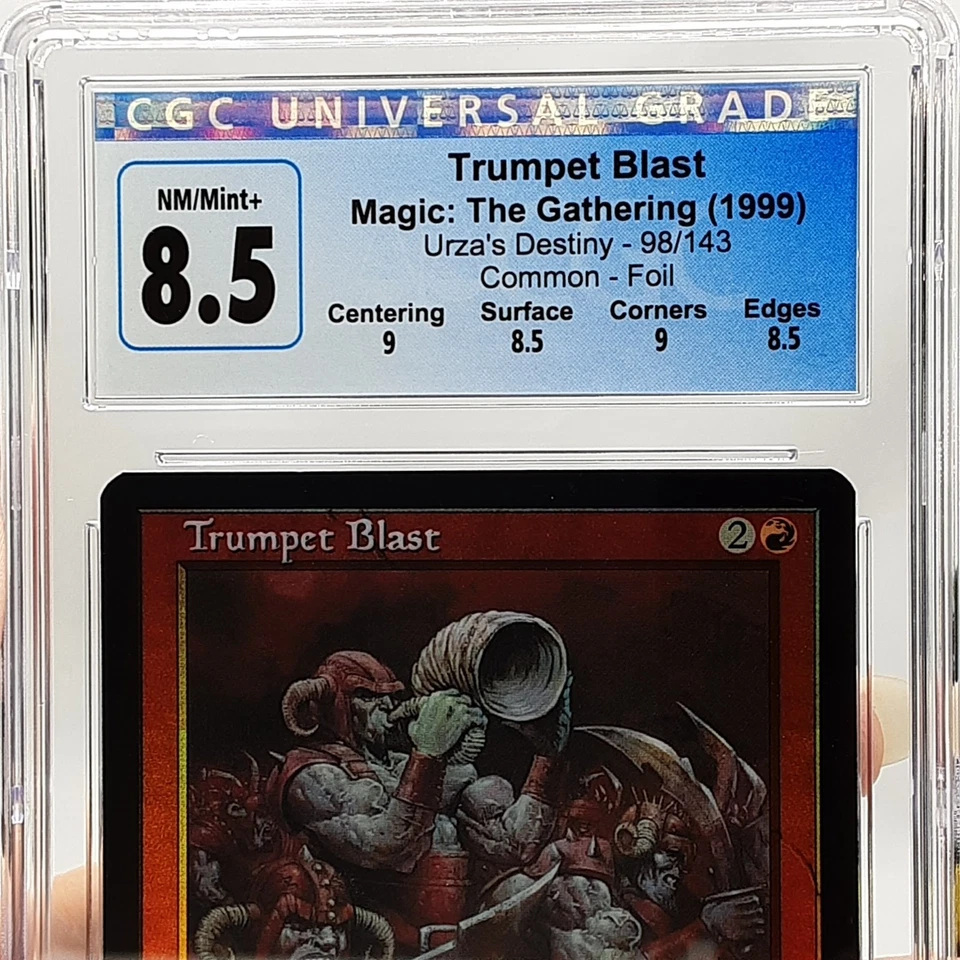 CGC UNIVERSAL GRADE
NM/Mint+
8.5
Trumpet Blast
Magic: The Gathering (1999)
Urza's Destiny - 98/143
Common - Foil
Centering Surface Corners Edges
9 8.5 9 8.5
Trumpet Blast 2